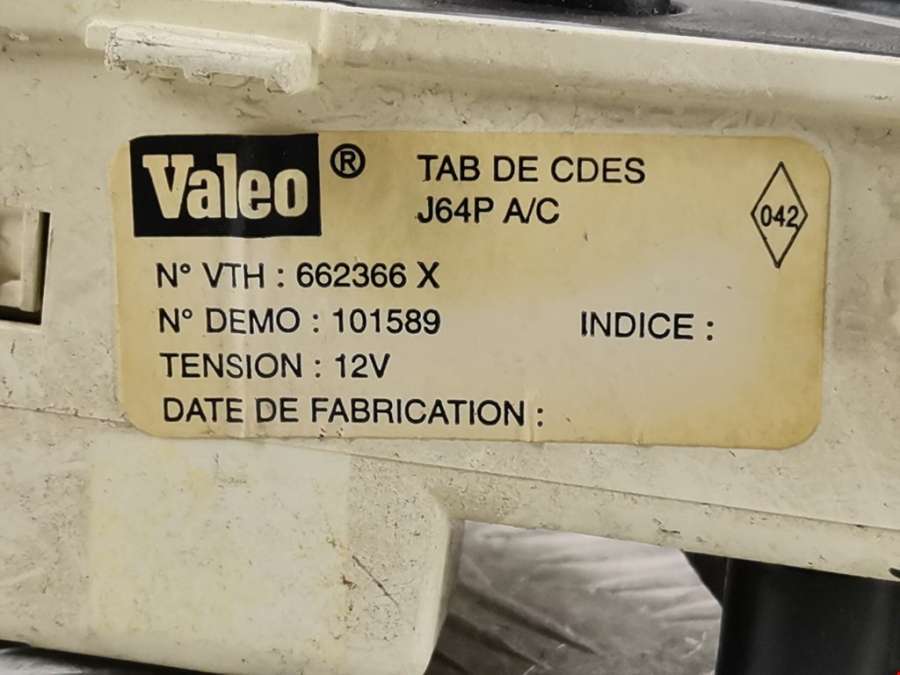 Valeo ®
TAB DE CDES
J64P A/C
042
N° VTH : 662366 X
N° DEMO : 101589
INDICE :
TENSION : 12V
DATE DE FABRICATION :